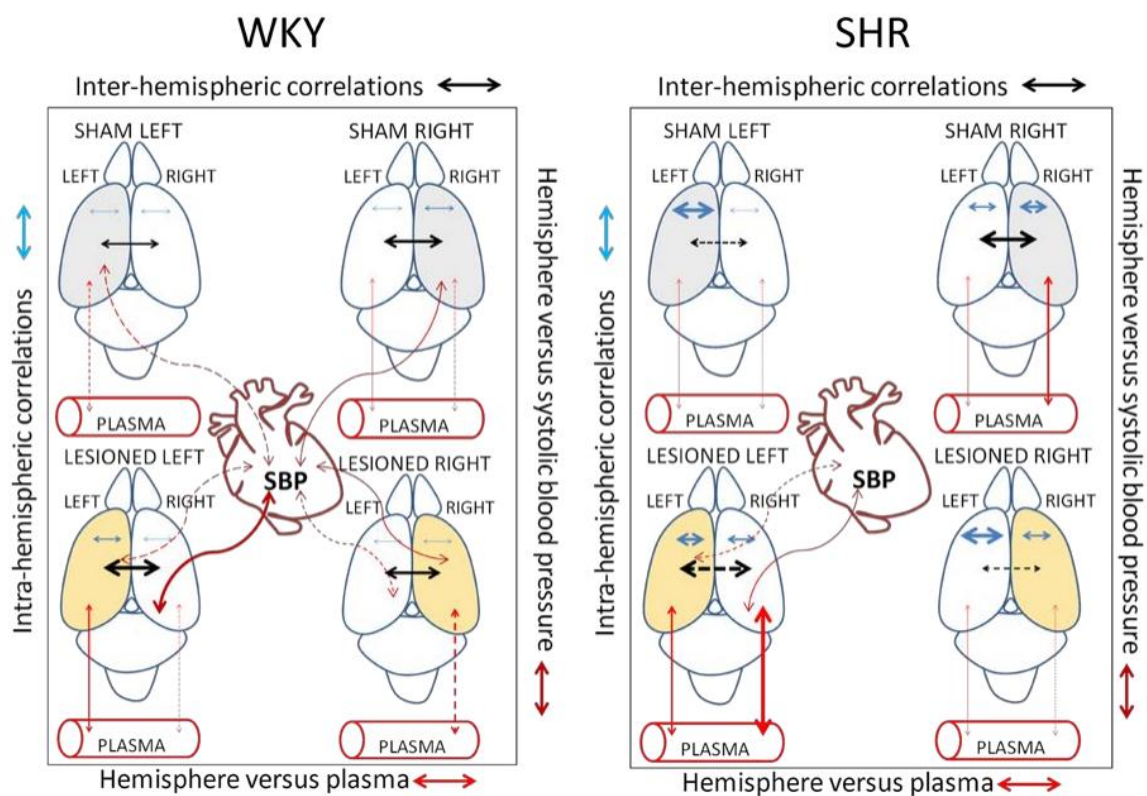 WKY
Inter-hemispheric correlations
SHAM LEFT
SHAM RIGHT
LEFT RIGHT
LEFT RIGHT
PLASMA
PLASMA
SBP
LESIONED LEFT
LESIONED RIGHT
LEFT RIGHT
LEFT RIGHT
PLASMA
PLASMA
Intra-hemispheric correlations
Hemisphere versus systolic blood pressure
Hemisphere versus plasma
SHR
Inter-hemispheric correlations
SHAM LEFT
SHAM RIGHT
LEFT RIGHT
LEFT RIGHT
PLASMA
PLASMA
SBP
LESIONED LEFT
LESIONED RIGHT
LEFT RIGHT
LEFT RIGHT
PLASMA
PLASMA
Intra-hemispheric correlations
Hemisphere versus systolic blood pressure
Hemisphere versus plasma